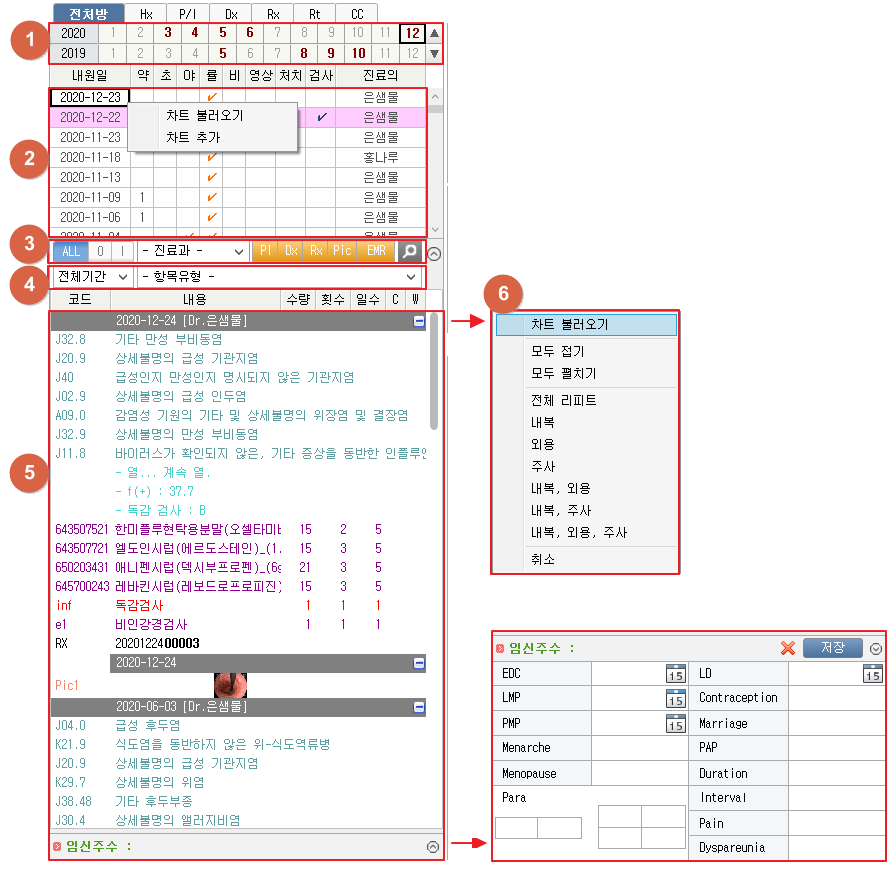 전처방 Hx P/I Dx Rx Rt CC
1
2020 1 2 3 4 5 6 7 8 9 10 11 12 ▲
2019 1 2 3 4 5 6 7 8 9 10 11 12 ▼
내원일 약 초 야 률 비 영상 처치 검사 진료의
2020-12-23 ✓ 은샘물
차트 불러오기
2020-12-22 ✓ 은샘물
차트 추가
2020-11-23 은샘물
2
2020-11-18 ✓ 홍나루
2020-11-13 ✓ 은샘물
2020-11-09 1 ✓ 은샘물
2020-11-06 1 ✓ 은샘물
2020-11-04 ✓ ✓ 은샘물
3
ALL O I - 진료과 - PI Dx Rx Pic EMR
4
전체기간 - 항목유형 -
코드 내용 수량 횟수 일수 C W
5
2020-12-24 [Dr.은샘물]
J32.8 기타 만성 부비동염
J20.9 상세불명의 급성 기관지염
J40 급성인지 만성인지 명시되지 않은 기관지염
J02.9 상세불명의 급성 인두염
A09.0 감염성 기원의 기타 및 상세불명의 위장염 및 결장염
J32.9 상세불명의 만성 부비동염
J11.8 바이러스가 확인되지 않은, 기타 증상을 동반한 인플루엔
- 열... 계속 열.
- f(+) : 37.7
- 독감 검사 : B
643507521 한미플루현탁용분말(오셀타미비 15 2 5
643507721 엘도인시럽(에르도스테인)_(1. 15 3 5
650203431 애니펜시럽(덱시부프로펜)_(6g 21 3 5
645700243 레바킨시럽(레보드로프로피진) 15 3 5
inf 독감검사 1 1 1
e1 비인강경검사 1 1 1
RX 2020122400003
2020-12-24
Pic1
2020-06-03 [Dr.은샘물]
J04.0 급성 후두염
K21.9 식도염을 동반하지 않은 위-식도역류병
J20.9 상세불명의 급성 기관지염
K29.7 상세불명의 위염
J38.48 기타 후두부종
J30.4 상세불명의 앨러지비염
임신주수 :
6
차트 불러오기
모두 접기
모두 펼치기
전체 리피트
내복
외용
주사
내복, 외용
내복, 주사
내복, 외용, 주사
취소
임신주수 : 저장
EDC 15 LD 15
LMP 15 Contraception
PMP 15 Marriage
Menarche PAP
Menopause Duration
Para Interval
Pain
Dyspareunia